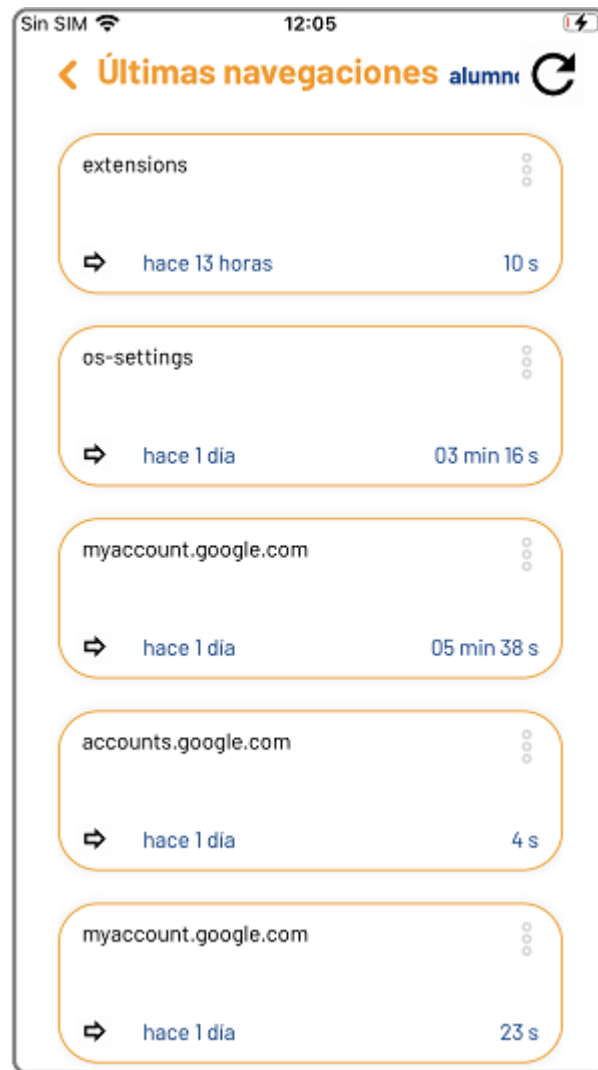 Sin SIM 12:05
Últimas navegaciones
extensions
hace 13 horas 10 s
os-settings
hace 1 día 03 min 16 s
myaccount.google.com
hace 1 día 05 min 38 s
accounts.google.com
hace 1 día 4 s
myaccount.google.com
hace 1 día 23 s